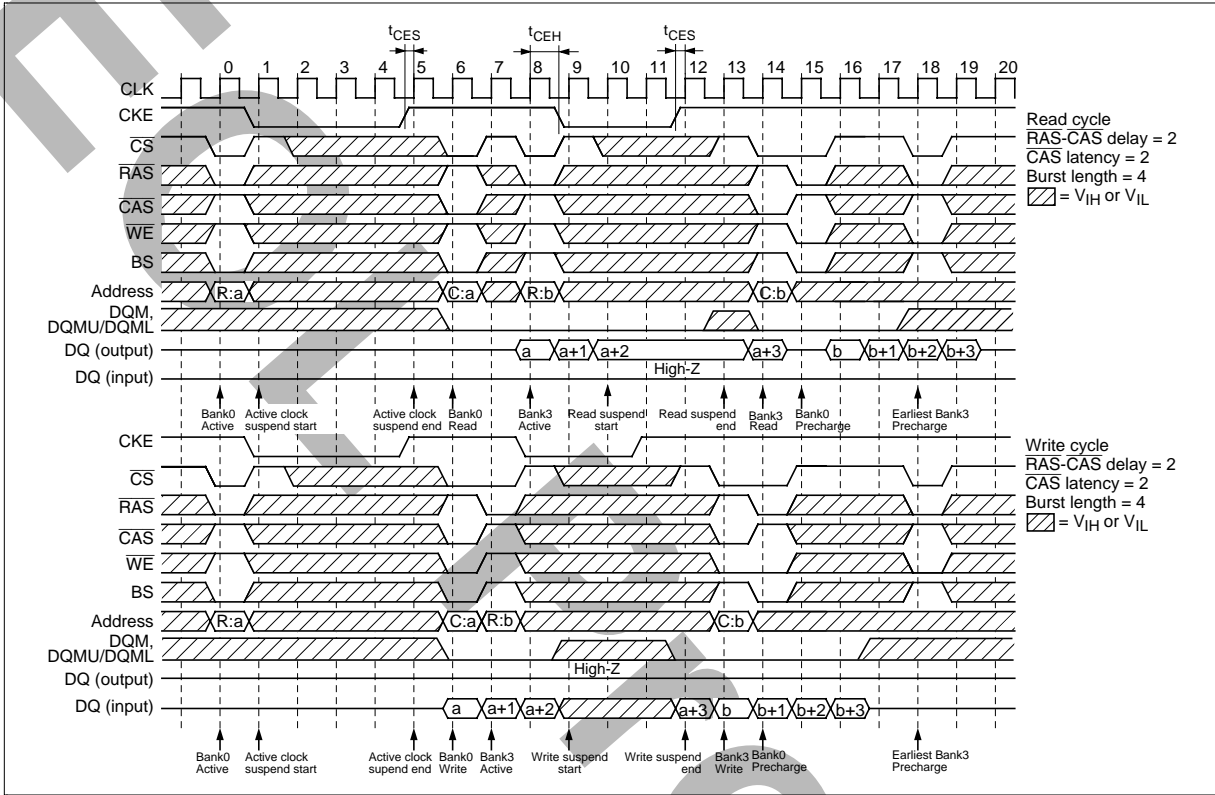 tCES tCEH tCES
0 1 2 3 4 5 6 7 8 9 10 11 12 13 14 15 16 17 18 19 20
CLK
CKE
Read cycle
CS
RAS-CAS delay = 2
RAS
CAS latency = 2
Burst length = 4
= VIH or VIL
CAS
WE
BS
Address R:a C:a R:b C:b
DQM,
DQMU/DQML
DQ (output) a a+1 a+2 a+3 b b+1 b+2 b+3
High-Z
DQ (input)
Bank0 Active
Active clock suspend start
Active clock suspend end
Bank0 Read
Bank3 Active
Read suspend start
Read suspend end
Bank3 Read
Bank0 Precharge
Earliest Bank3 Precharge
CKE
Write cycle
CS
RAS-CAS delay = 2
CAS latency = 2
RAS
Burst length = 4
= VIH or VIL
CAS
WE
BS
Address R:a C:a R:b C:b
DQM,
DQMU/DQML
High-Z
DQ (output)
DQ (input) a a+1 a+2 a+3 b b+1 b+2 b+3
Bank0 Active
Active clock suspend start
Active clock supend end
Bank0 Write
Bank3 Active
Write suspend start
Write suspend end
Bank3 Write
Bank0 Precharge
Earliest Bank3 Precharge